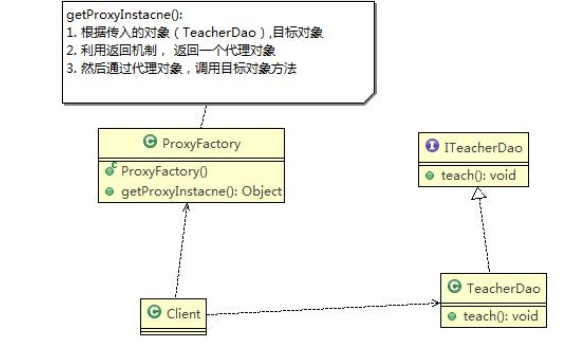 getProxyInstacne():
1. 根据传入的对象（TeacherDao）,目标对象
2. 利用返回机制， 返回一个代理对象
3. 然后通过代理对象，调用目标对象方法
C ProxyFactory
ProxyFactory()
getProxyInstacne(): Object
I ITeacherDao
teach(): void
C Client
C TeacherDao
teach(): void